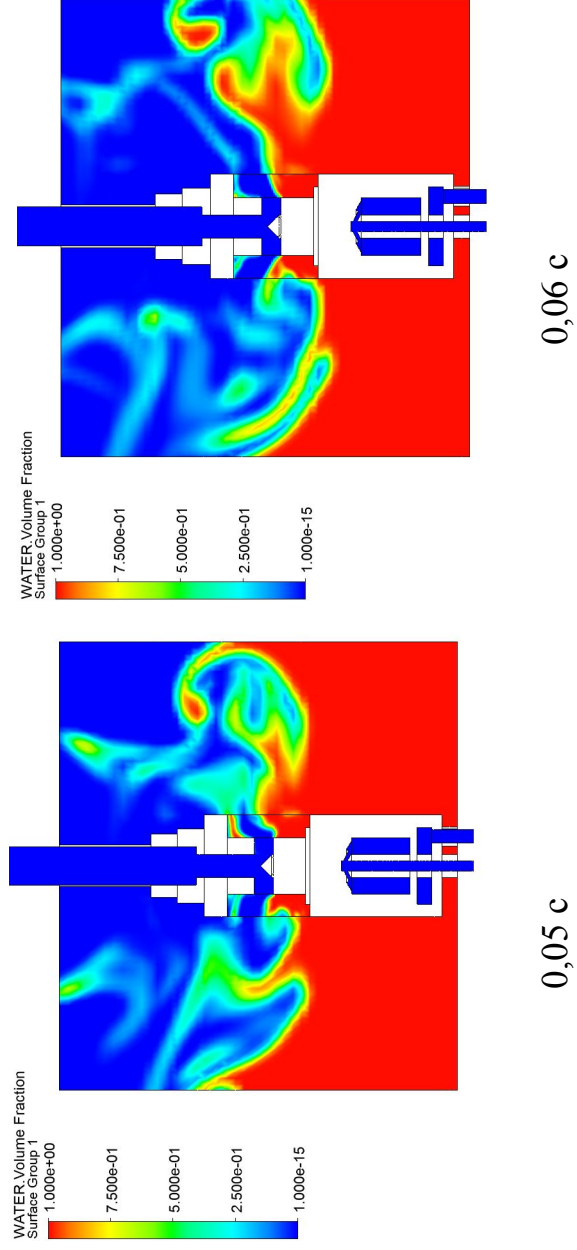 WATER.Volume Fraction
Surface Group 1
1.000e+00
7.500e-01
5.000e-01
2.500e-01
1.000e-15
0,05 с
WATER.Volume Fraction
Surface Group 1
1.000e+00
7.500e-01
5.000e-01
2.500e-01
1.000e-15
0,06 с